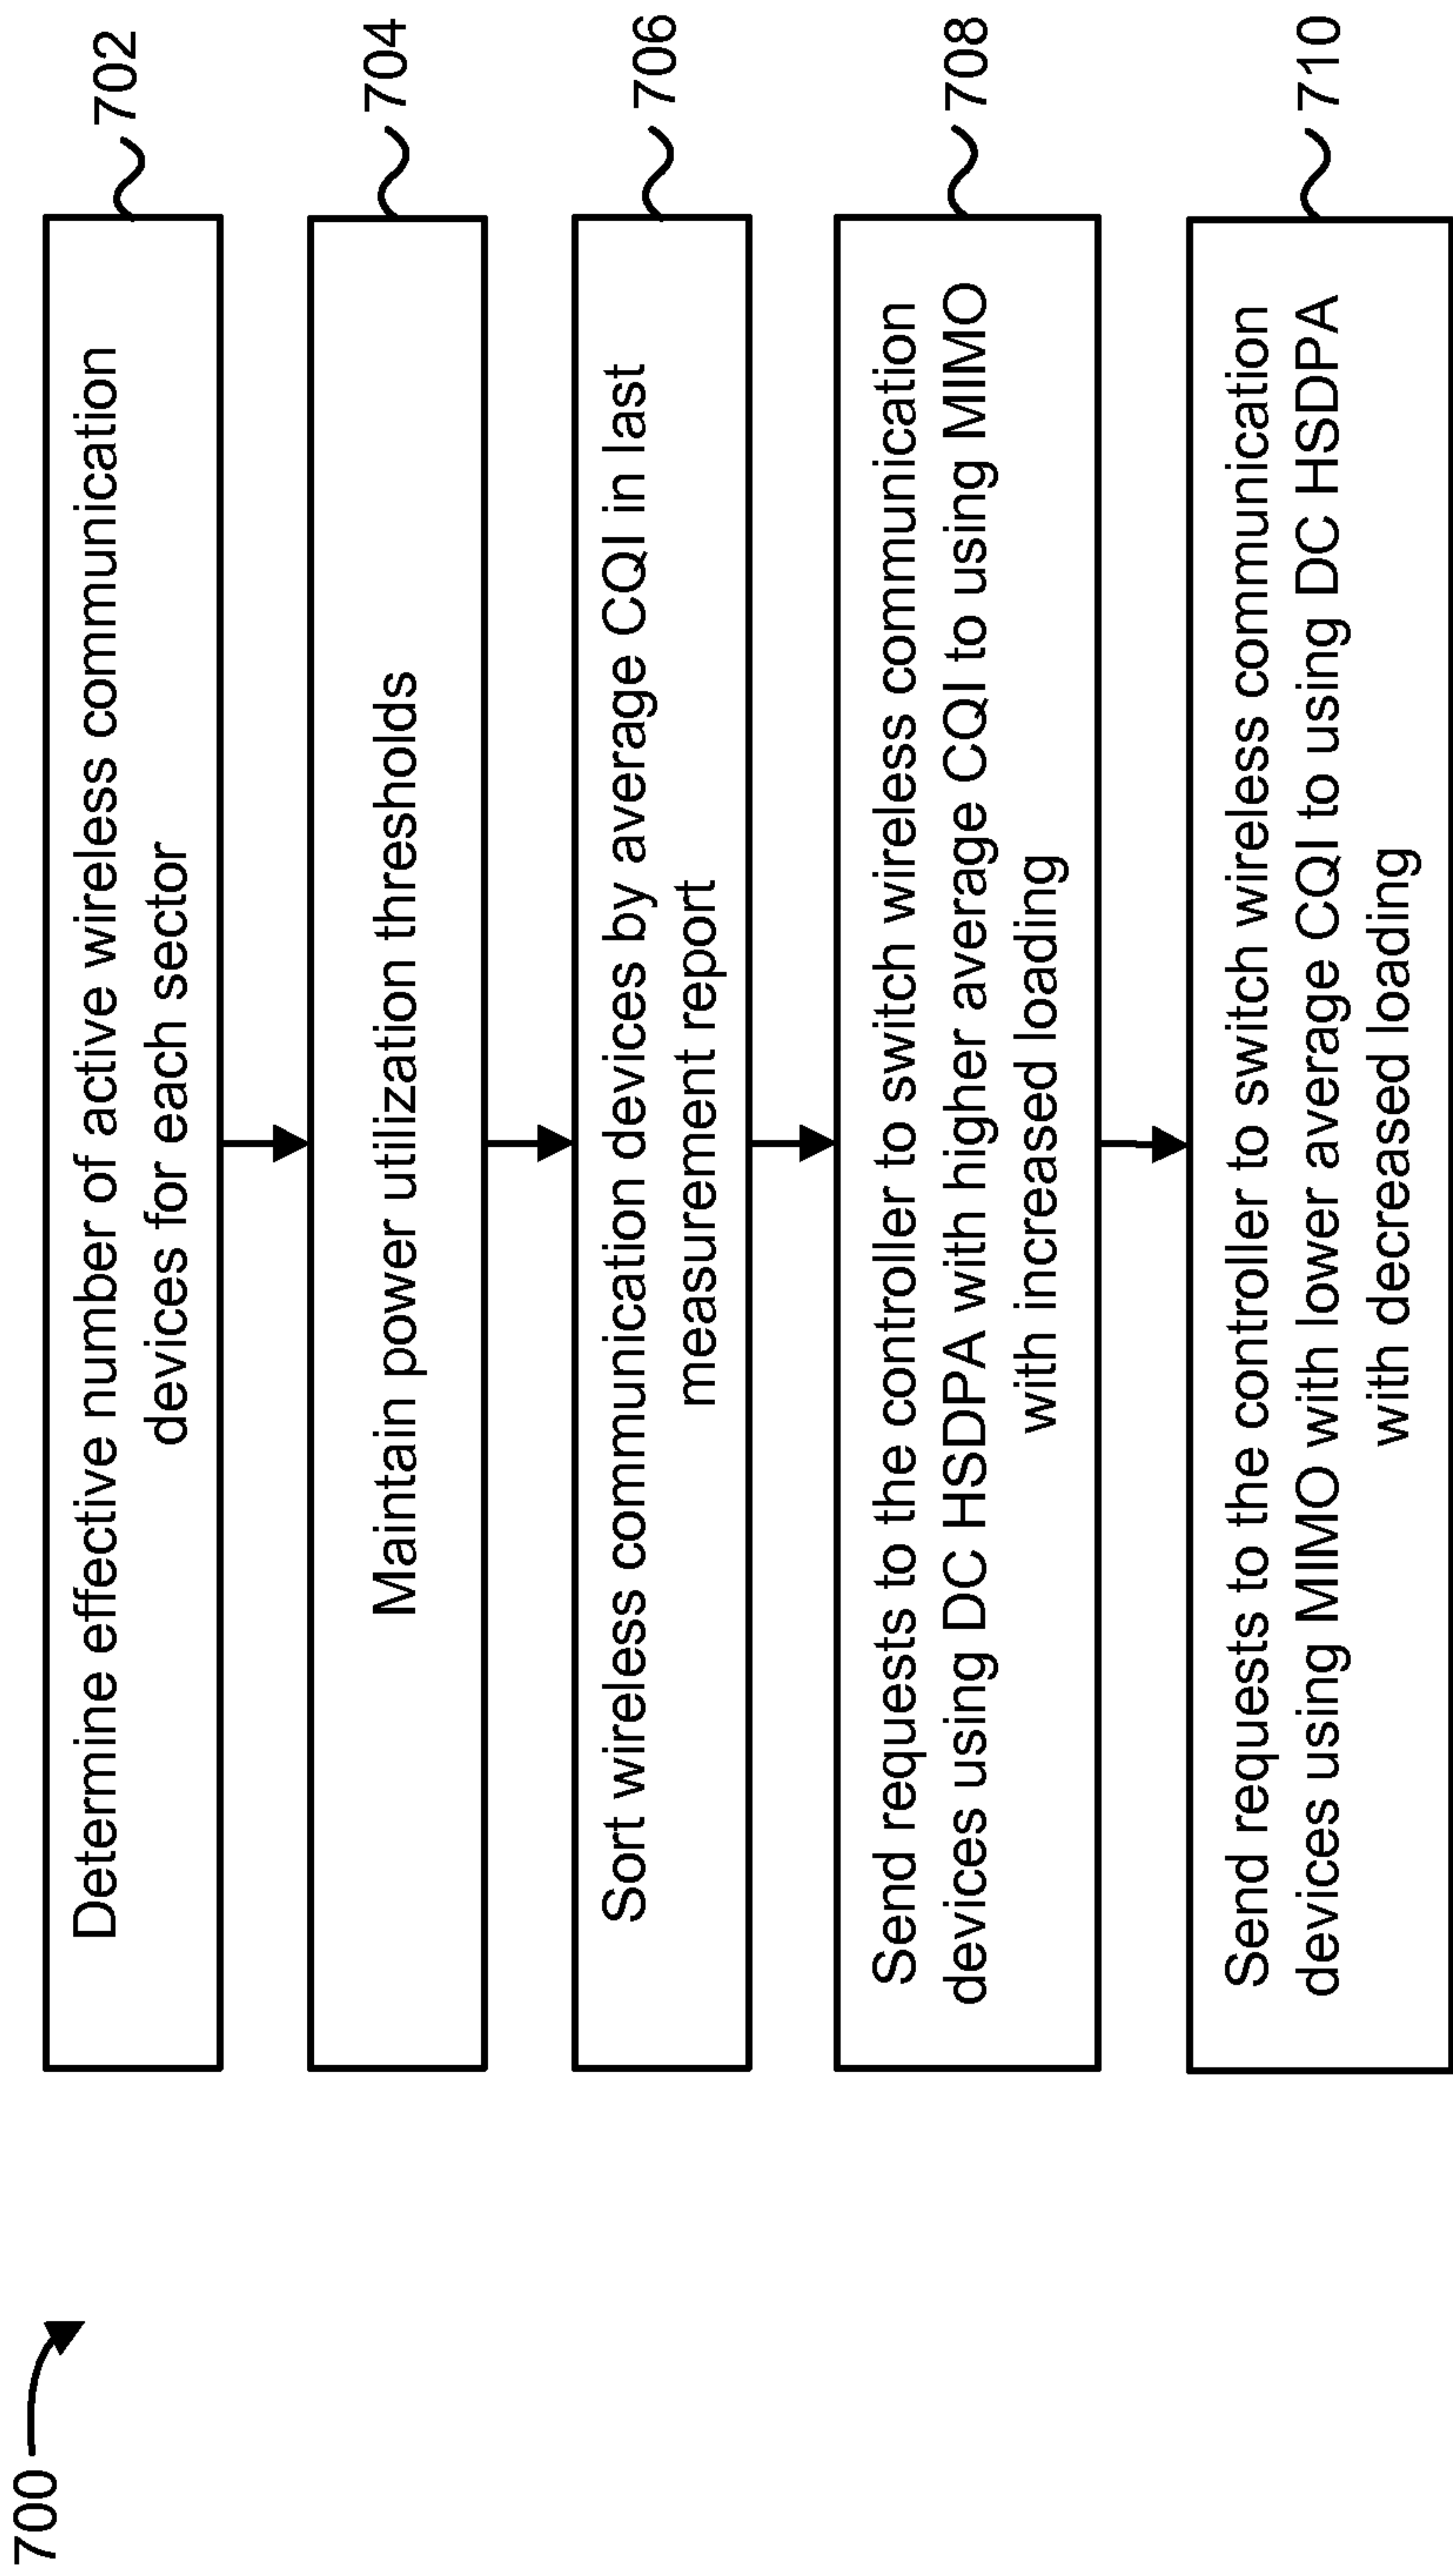 700
Determine effective number of active wireless communication
devices for each sector
702
Maintain power utilization thresholds
704
Sort wireless communication devices by average CQI in last
measurement report
706
Send requests to the controller to switch wireless communication
devices using DC HSDPA with higher average CQI to using MIMO
with increased loading
708
Send requests to the controller to switch wireless communication
devices using MIMO with lower average CQI to using DC HSDPA
with decreased loading
710